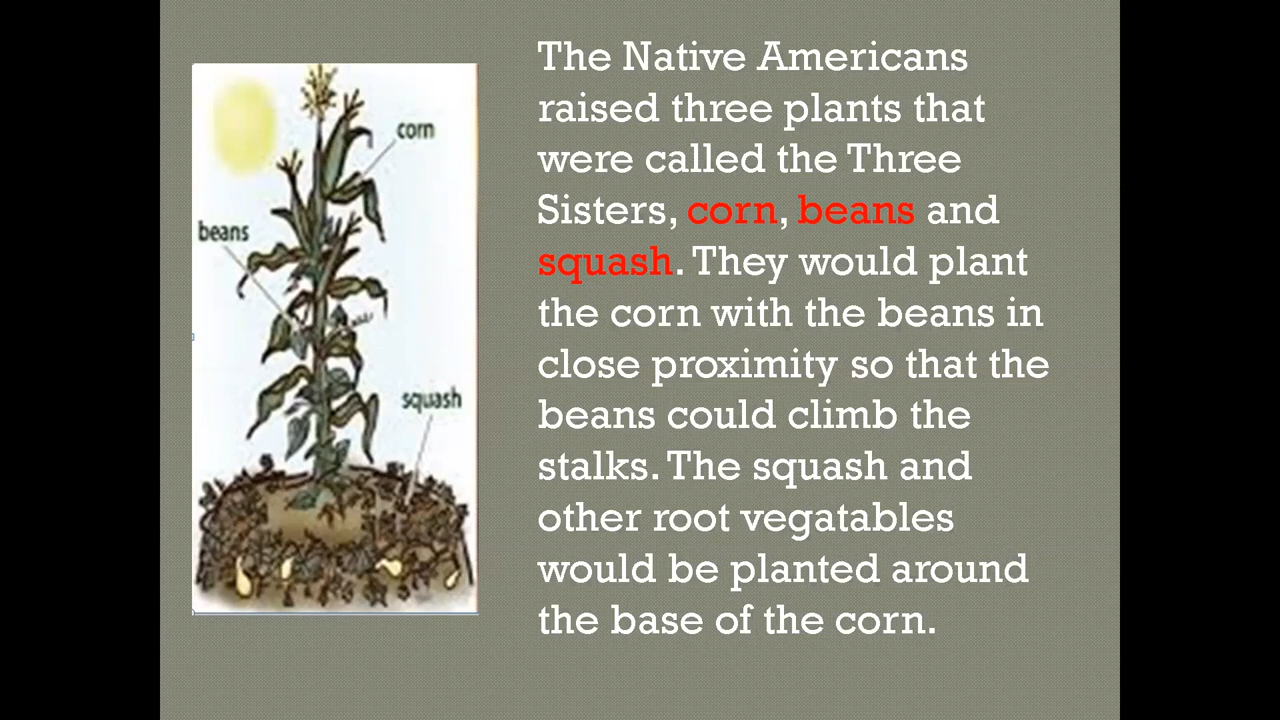 corn
beans
squash
The Native Americans
raised three plants that
were called the Three
Sisters, corn, beans and
squash. They would plant
the corn with the beans in
close proximity so that the
beans could climb the
stalks. The squash and
other root vegatables
would be planted around
the base of the corn.